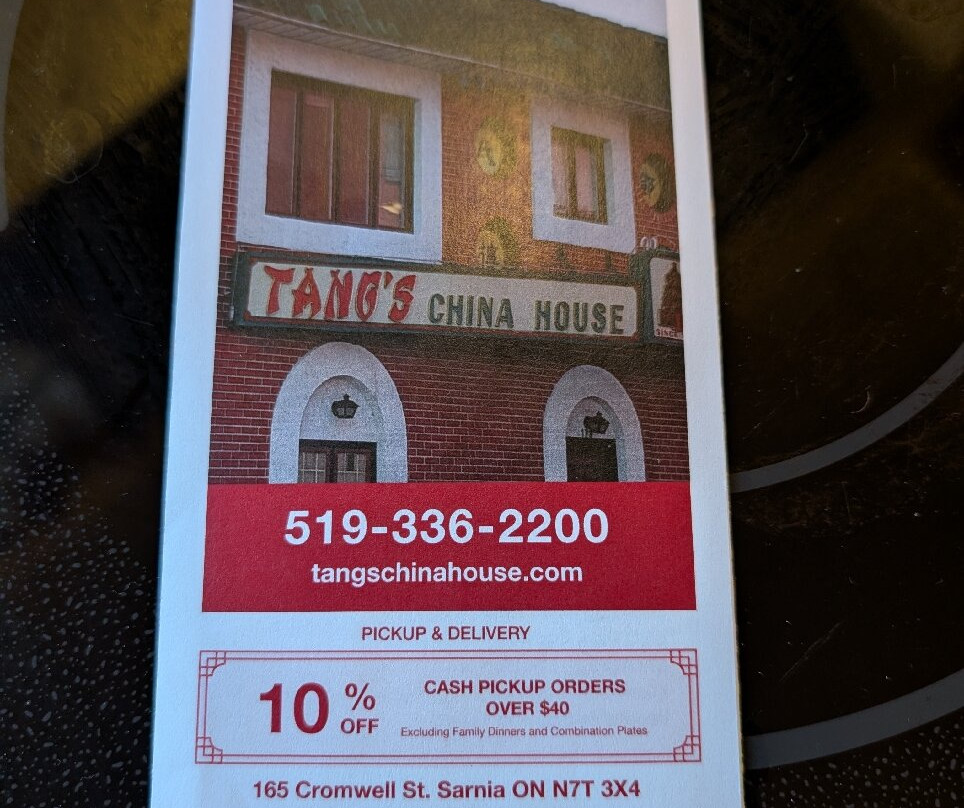 TANG'S CHINA HOUSE
SINCE
519-336-2200
tangschinahouse.com
PICKUP & DELIVERY
10 % OFF
CASH PICKUP ORDERS
OVER $40
Excluding Family Dinners and Combination Plates
165 Cromwell St. Sarnia ON N7T 3X4